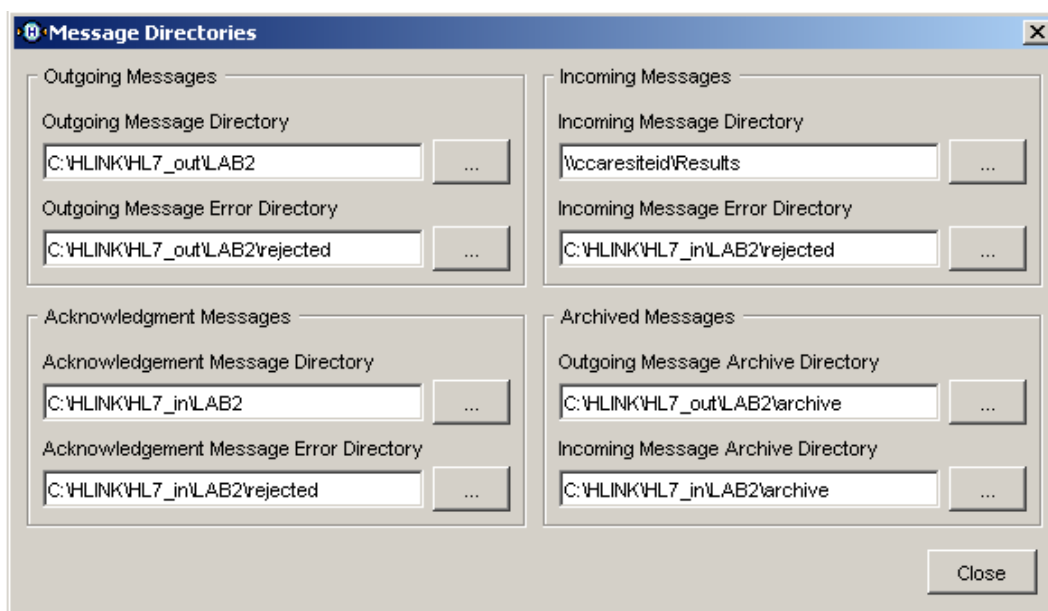 Message Directories
Outgoing Messages
Outgoing Message Directory
C:\HLINK\HL7_out\LAB2
...
Outgoing Message Error Directory
C:\HLINK\HL7_out\LAB2\rejected
...
Incoming Messages
Incoming Message Directory
\\ccaresiteid\Results
...
Incoming Message Error Directory
C:\HLINK\HL7_in\LAB2\rejected
...
Acknowledgment Messages
Acknowledgement Message Directory
C:\HLINK\HL7_in\LAB2
...
Acknowledgement Message Error Directory
C:\HLINK\HL7_in\LAB2\rejected
...
Archived Messages
Outgoing Message Archive Directory
C:\HLINK\HL7_out\LAB2\archive
...
Incoming Message Archive Directory
C:\HLINK\HL7_in\LAB2\archive
...
Close